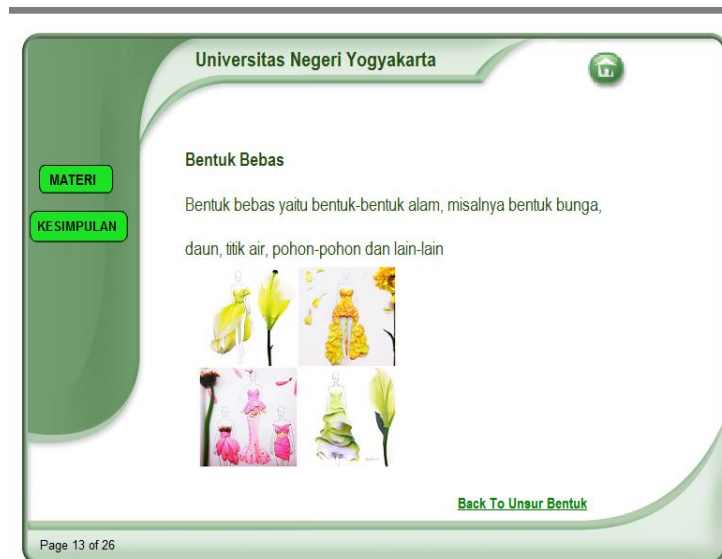 Universitas Negeri Yogyakarta
MATERI
KESIMPULAN
Bentuk Bebas
Bentuk bebas yaitu bentuk-bentuk alam, misalnya bentuk bunga,
daun, titik air, pohon-pohon dan lain-lain
Back To Unsur Bentuk
Page 13 of 26